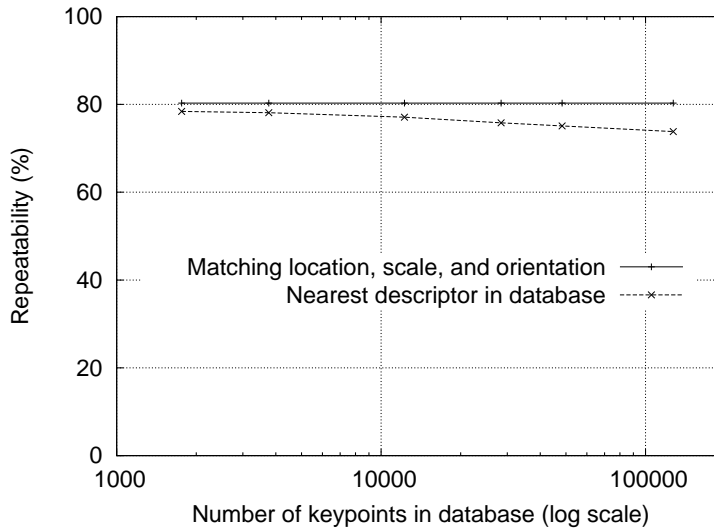 100
80
60
40
20
0
Repeatability (%)
Matching location, scale, and orientation
Nearest descriptor in database
1000 10000 100000
Number of keypoints in database (log scale)